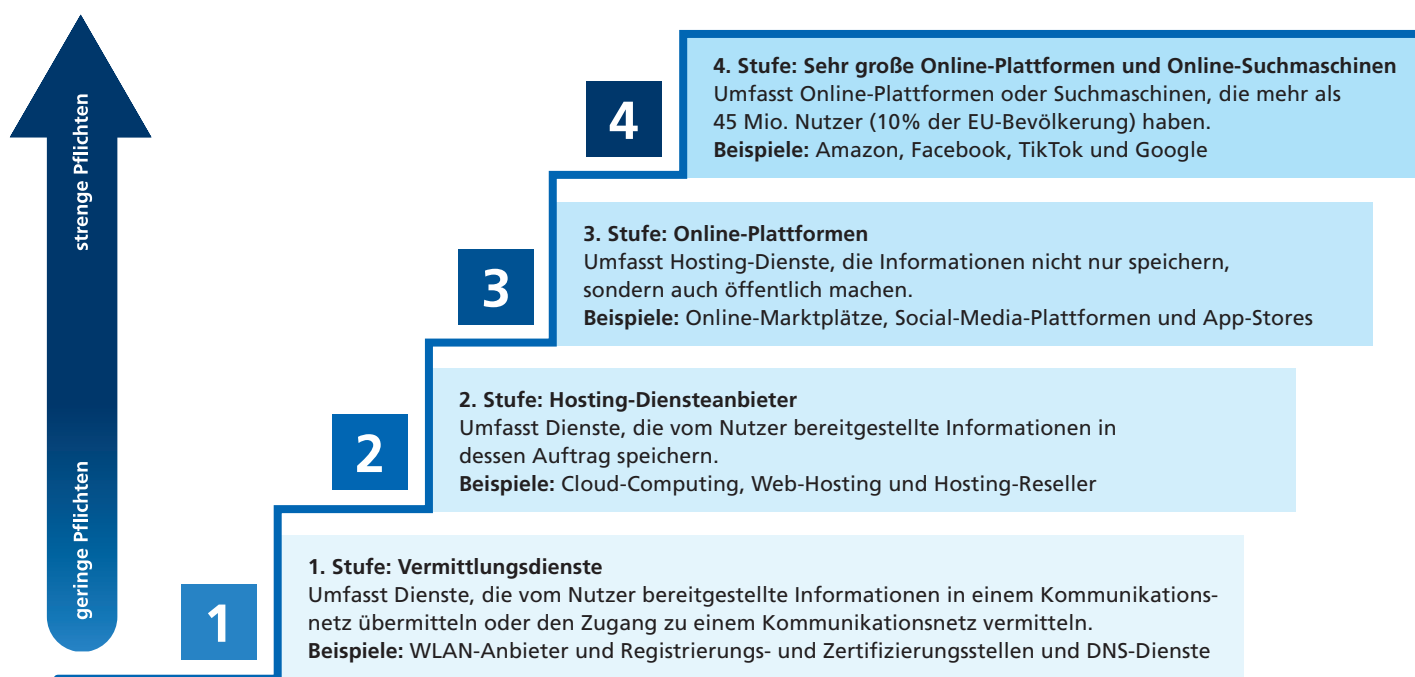 strenge Pflichten
geringe Pflichten
4
4. Stufe: Sehr große Online-Plattformen und Online-Suchmaschinen
Umfasst Online-Plattformen oder Suchmaschinen, die mehr als
45 Mio. Nutzer (10% der EU-Bevölkerung) haben.
Beispiele: Amazon, Facebook, TikTok und Google
3
3. Stufe: Online-Plattformen
Umfasst Hosting-Dienste, die Informationen nicht nur speichern,
sondern auch öffentlich machen.
Beispiele: Online-Marktplätze, Social-Media-Plattformen und App-Stores
2
2. Stufe: Hosting-Diensteanbieter
Umfasst Dienste, die vom Nutzer bereitgestellte Informationen in
dessen Auftrag speichern.
Beispiele: Cloud-Computing, Web-Hosting und Hosting-Reseller
1
1. Stufe: Vermittlungsdienste
Umfasst Dienste, die vom Nutzer bereitgestellte Informationen in einem Kommunikations-
netz übermitteln oder den Zugang zu einem Kommunikationsnetz vermitteln.
Beispiele: WLAN-Anbieter und Registrierungs- und Zertifizierungsstellen und DNS-Dienste